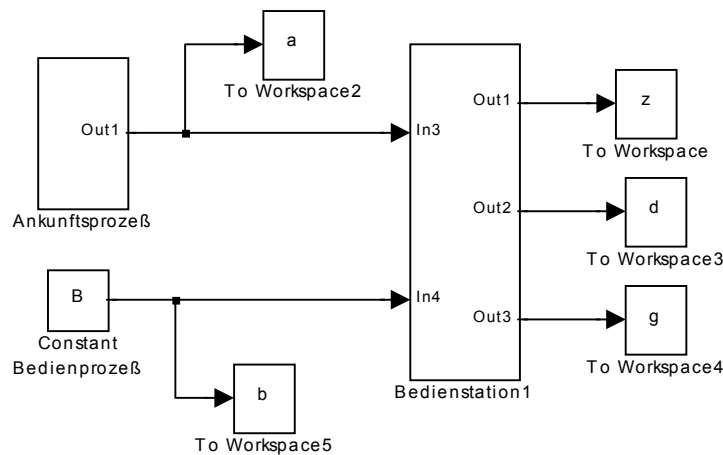 a
To Workspace2
Out1
Ankunftsprozeß
In3
In4
Out1
Out2
Out3
Bedienstation1
z
To Workspace
d
To Workspace3
g
To Workspace4
B
Constant
Bedienprozeß
b
To Workspace5